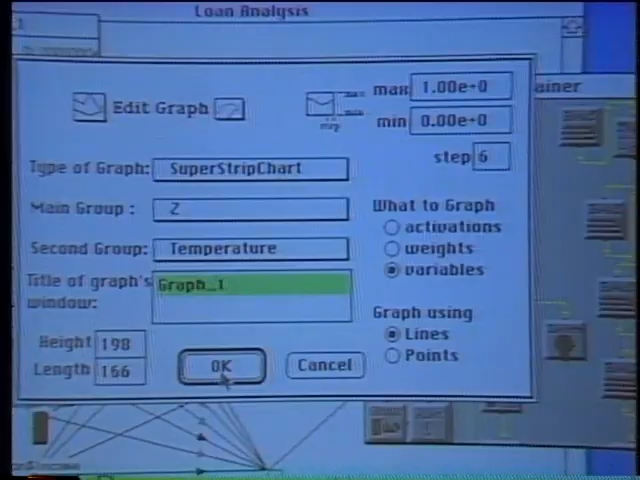 Loan Analysis
Edit Graph
max 1.00e+0
min 0.00e+0
step 6
Type of Graph: SuperStripChart
Main Group : Z
Second Group: Temperature
Title of graph's window: Graph_1
What to Graph
activations
weights
variables
Graph using
Lines
Points
Height 198
Length 166
OK
Cancel
ainer